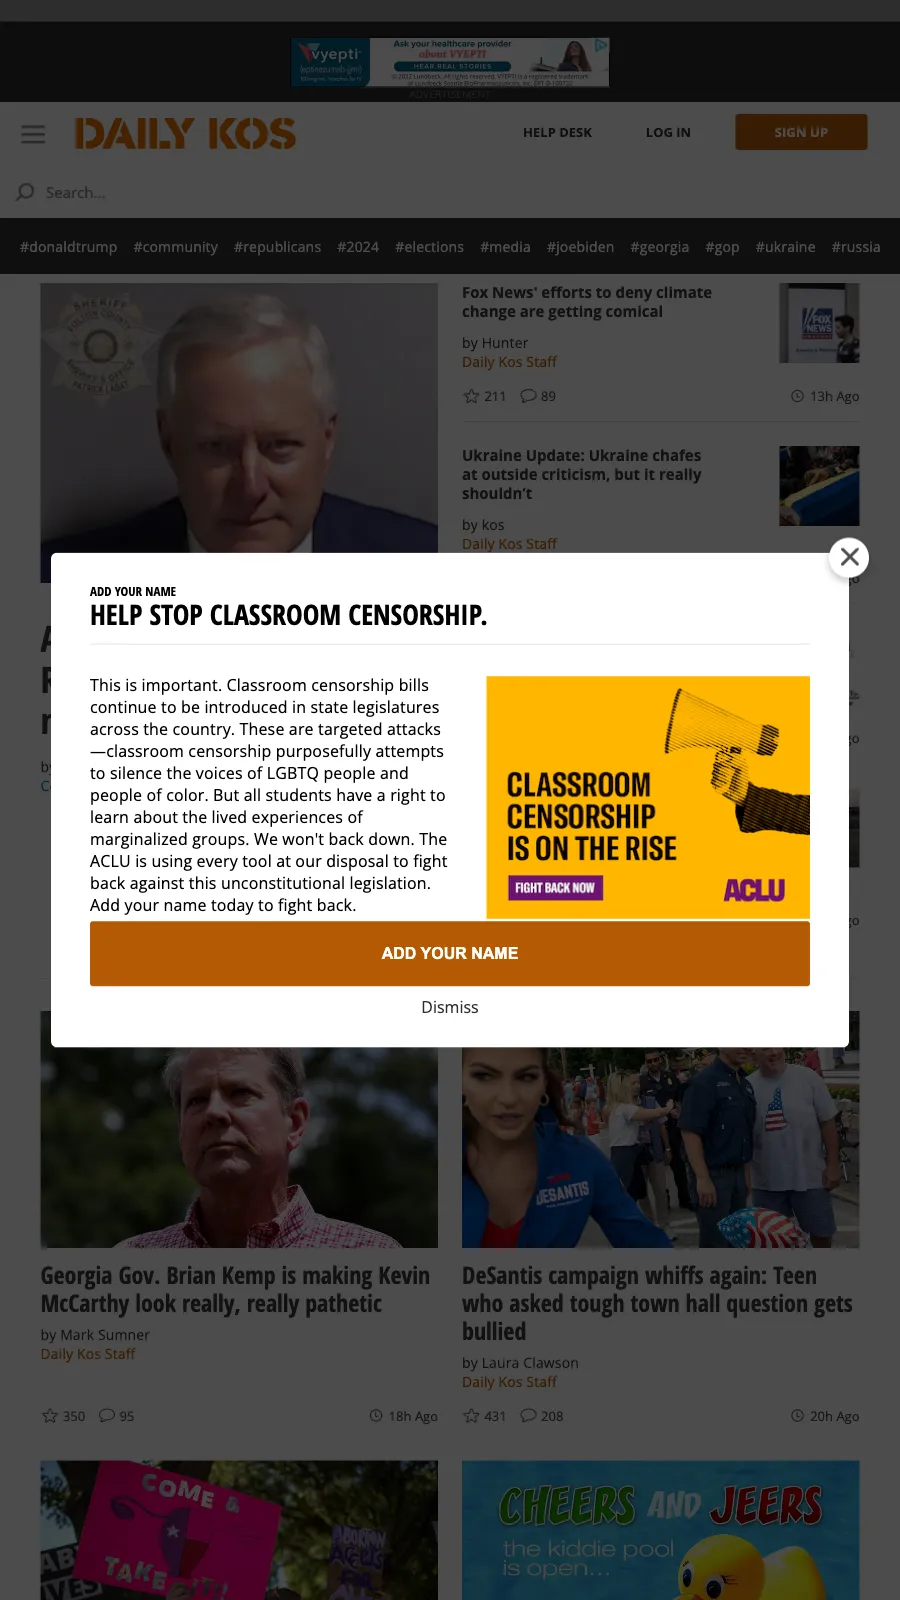 vyepti
Ask your healthcare provider
about VYEPTI
HEAR REAL STORIES
ADVERTISEMENT
DAILY KOS
HELP DESK
LOG IN
SIGN UP
Search...
#donaldtrump #community #republicans #2024 #elections #media #joebiden #georgia #gop #ukraine #russia
SHERIFF
Fox News' efforts to deny climate
change are getting comical
by Hunter
Daily Kos Staff
211 89
13h Ago
FOX
NEWS
Ukraine Update: Ukraine chafes
at outside criticism, but it really
shouldn't
by kos
Daily Kos Staff
ADD YOUR NAME
HELP STOP CLASSROOM CENSORSHIP.
This is important. Classroom censorship bills
continue to be introduced in state legislatures
across the country. These are targeted attacks
—classroom censorship purposefully attempts
to silence the voices of LGBTQ people and
people of color. But all students have a right to
learn about the lived experiences of
marginalized groups. We won't back down. The
ACLU is using every tool at our disposal to fight
back against this unconstitutional legislation.
Add your name today to fight back.
CLASSROOM
CENSORSHIP
IS ON THE RISE
FIGHT BACK NOW
ACLU
ADD YOUR NAME
Dismiss
DESANTIS
Georgia Gov. Brian Kemp is making Kevin
McCarthy look really, really pathetic
by Mark Sumner
Daily Kos Staff
350 95
18h Ago
DeSantis campaign whiffs again: Teen
who asked tough town hall question gets
bullied
by Laura Clawson
Daily Kos Staff
431 208
20h Ago
COME &
TAKE IT!
ABORTION
CHEERS AND JEERS
the kiddie pool
is open...